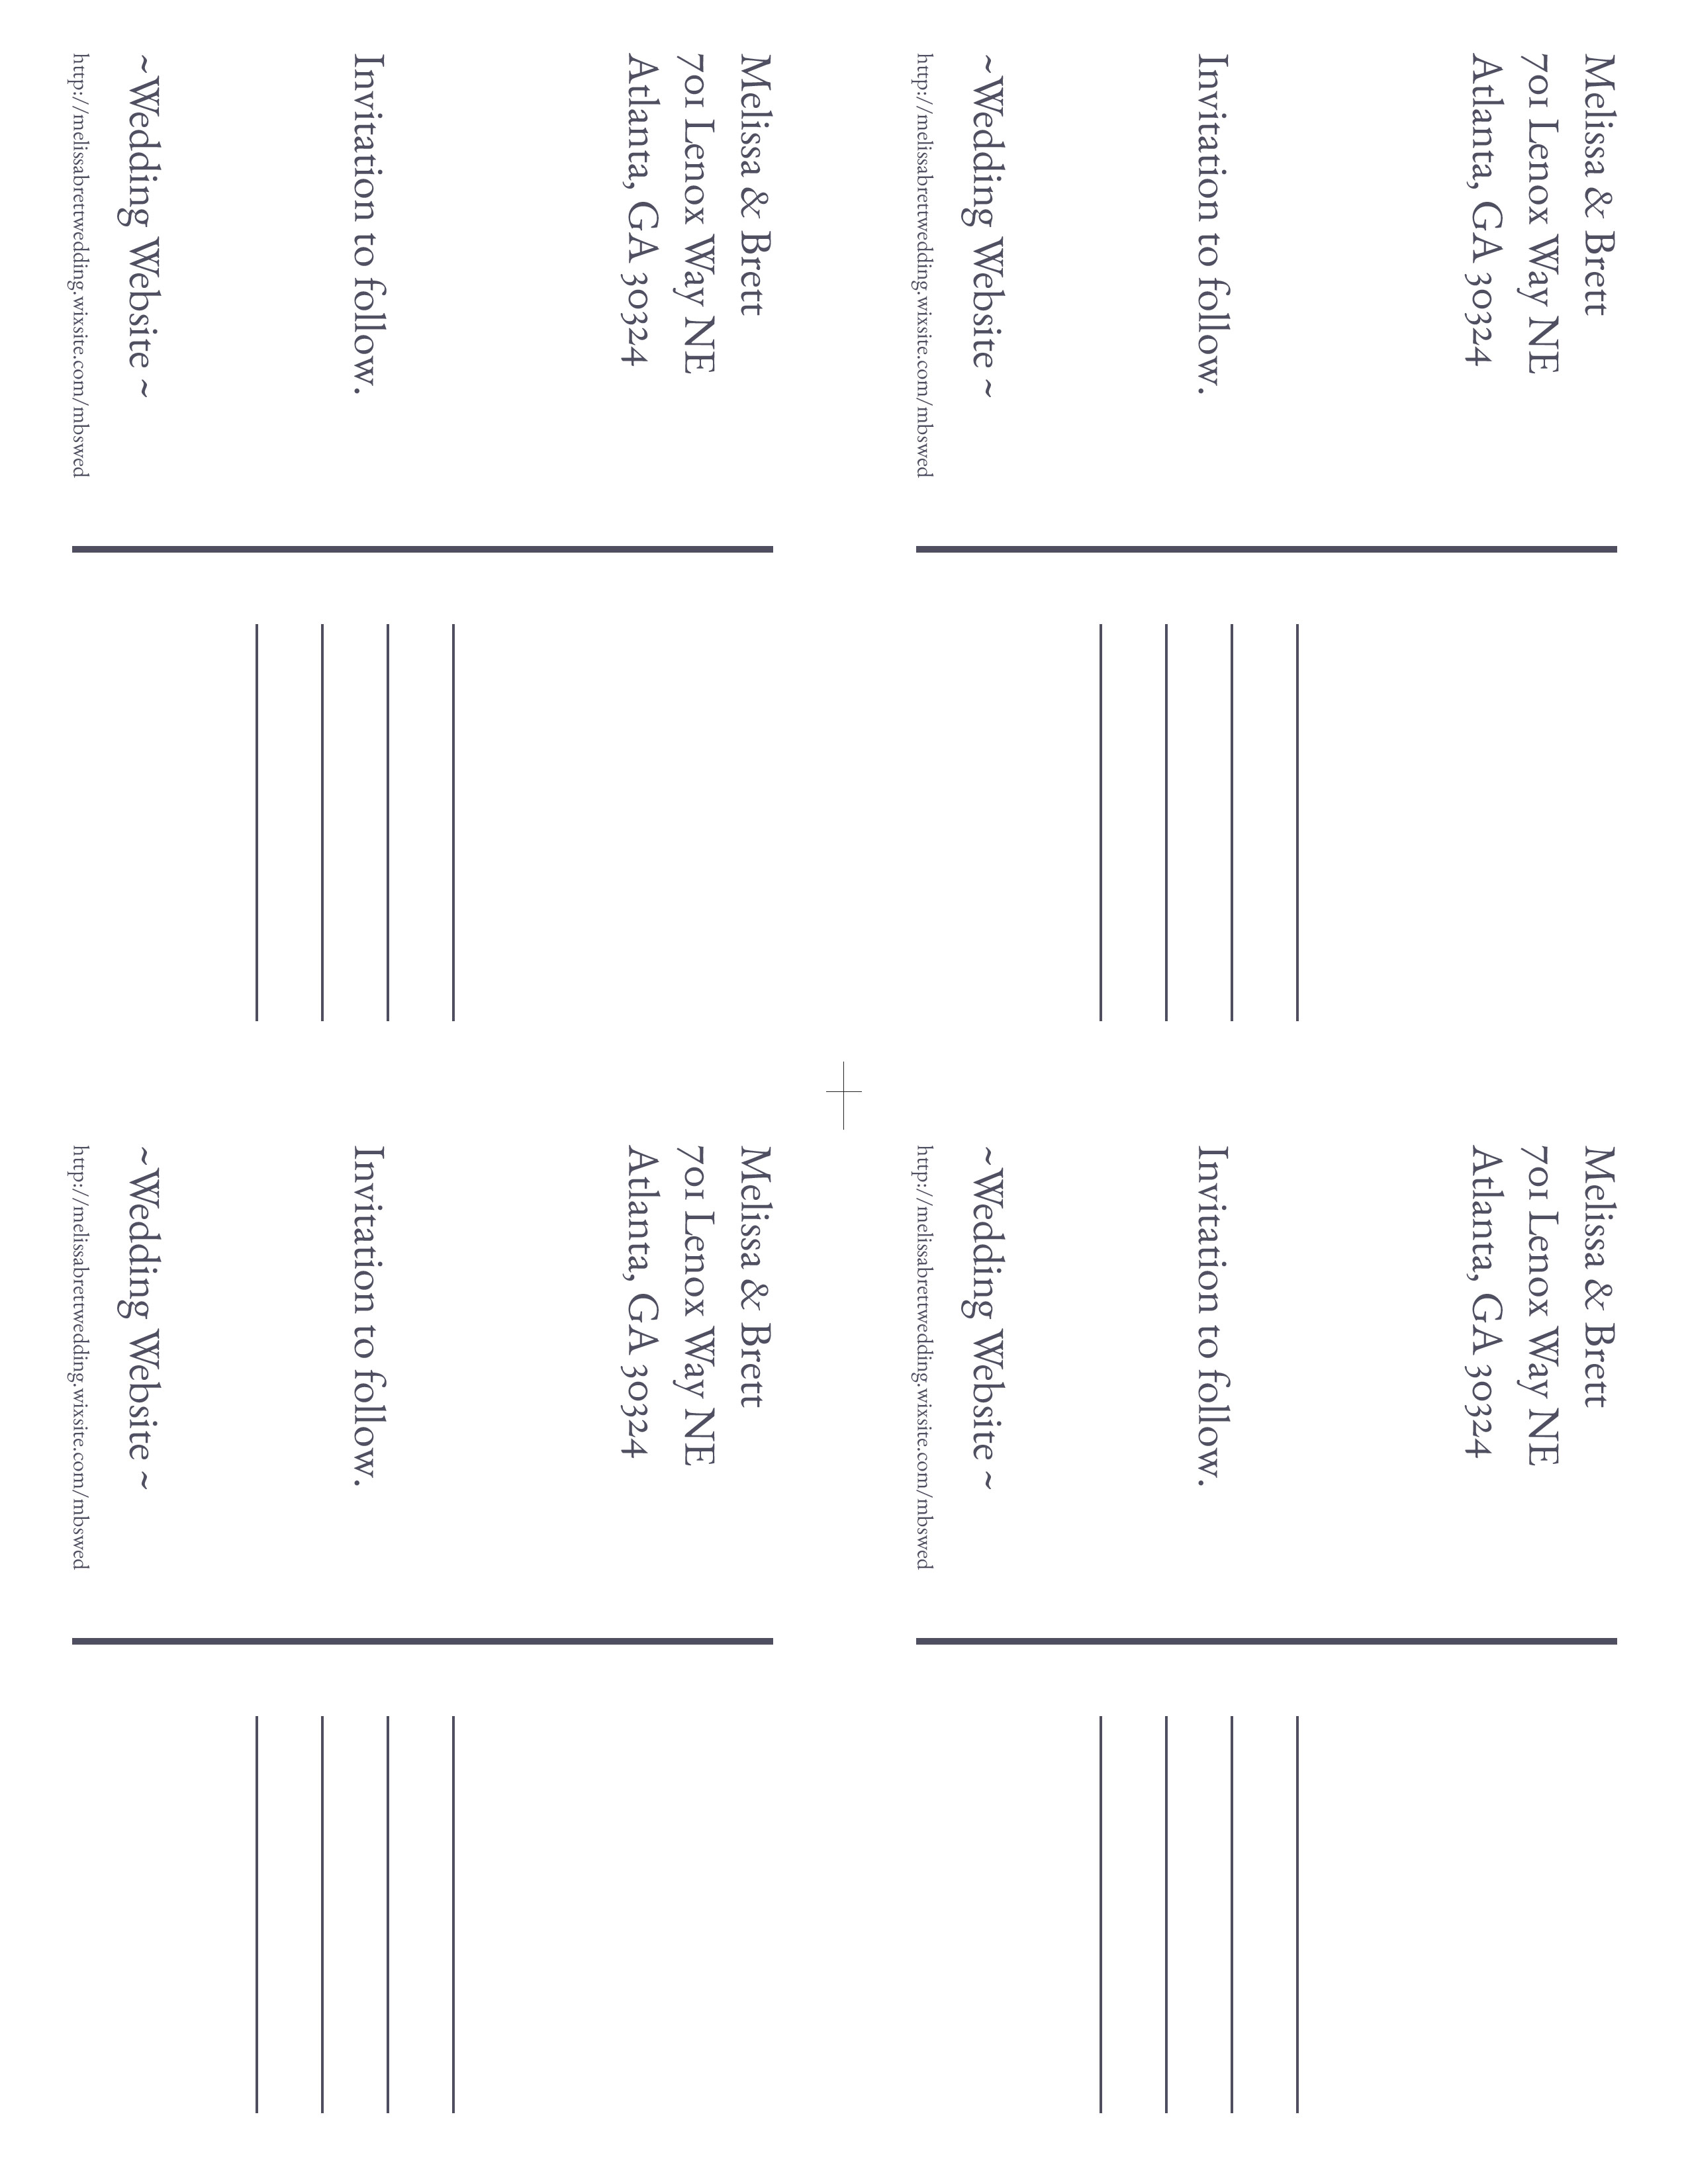 Melissa & Brett
701 Lenox Way NE
Atlanta, GA 30324
Invitation to follow.
~Wedding Website ~
http://melissabrettwedding.wixsite.com/mbswed
Melissa & Brett
701 Lenox Way NE
Atlanta, GA 30324
Invitation to follow.
~Wedding Website ~
http://melissabrettwedding.wixsite.com/mbswed
Melissa & Brett
701 Lenox Way NE
Atlanta, GA 30324
Invitation to follow.
~Wedding Website ~
http://melissabrettwedding.wixsite.com/mbswed
Melissa & Brett
701 Lenox Way NE
Atlanta, GA 30324
Invitation to follow.
~Wedding Website ~
http://melissabrettwedding.wixsite.com/mbswed